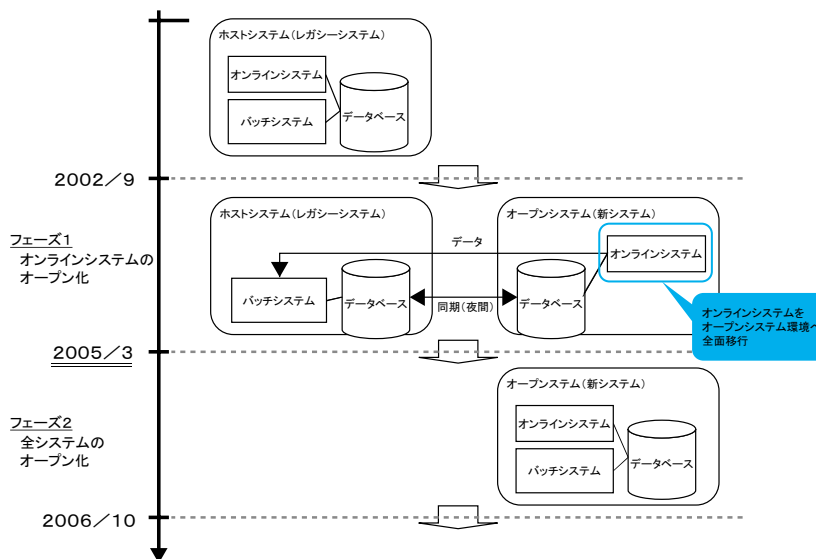 ホストシステム(レガシーシステム)
オンラインシステム
バッチシステム
データベース
2002/9
フェーズ1
オンラインシステムの
オープン化
ホストシステム(レガシーシステム)
オープンシステム(新システム)
データ
オンラインシステム
バッチシステム
データベース
同期(夜間)
データベース
オンラインシステムを
オープンシステム環境へ
全面移行
2005/3
フェーズ2
全システムの
オープン化
オープンステム(新システム)
オンラインシステム
バッチシステム
データベース
2006/10